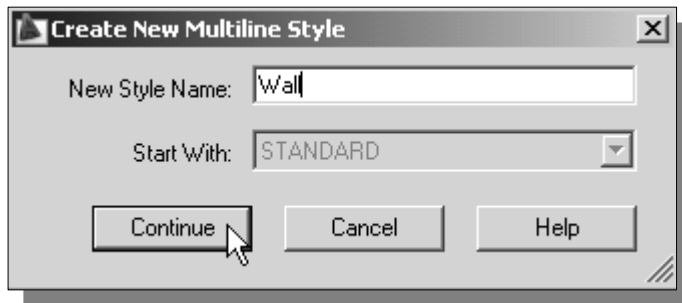 Create New Multiline Style
New Style Name: Wall
Start With: STANDARD
Continue Cancel Help